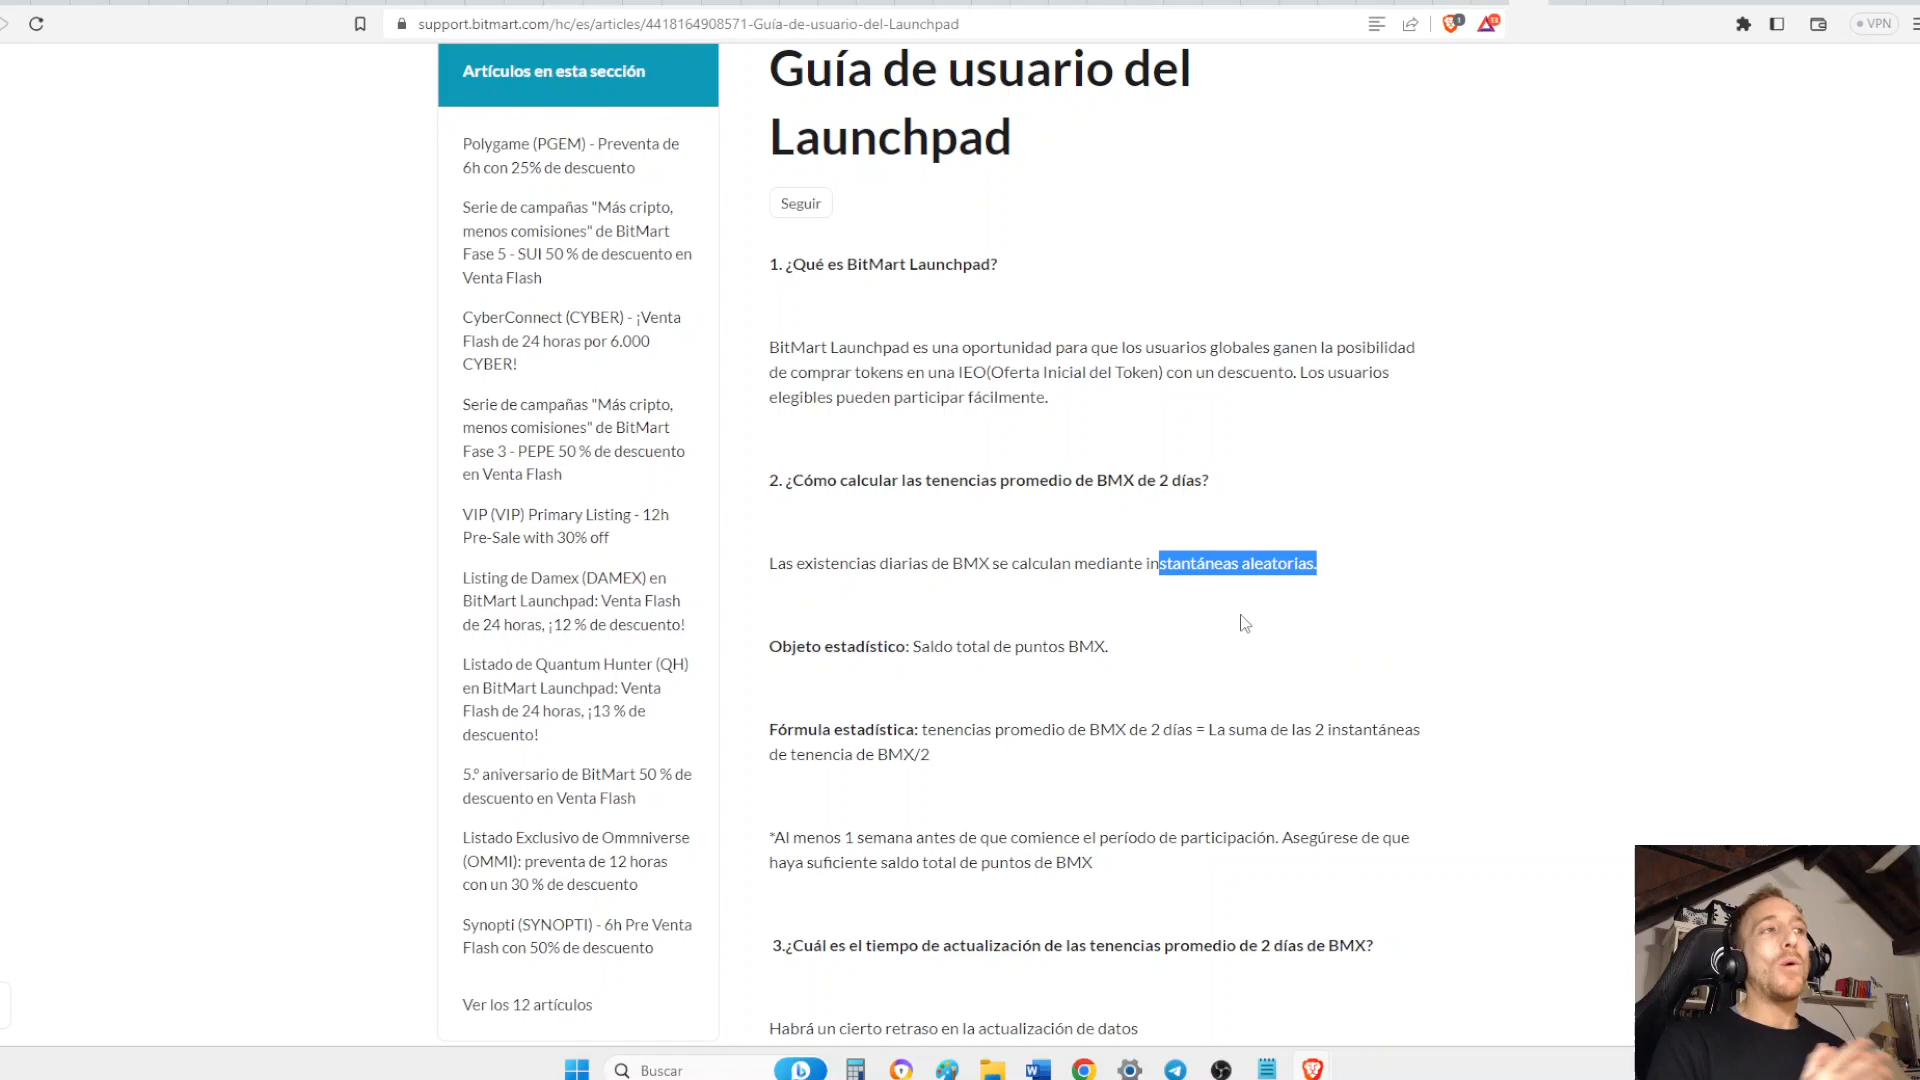 support.bitmart.com/hc/es/articles/4418164908571-Guía-de-usuario-del-Launchpad
1
13
VPN
Artículos en esta sección
Polygame (PGEM) - Preventa de
6h con 25% de descuento
Serie de campañas "Más cripto,
menos comisiones" de BitMart
Fase 5 - SUI 50 % de descuento en
Venta Flash
CyberConnect (CYBER) - ¡Venta
Flash de 24 horas por 6.000
CYBER!
Serie de campañas "Más cripto,
menos comisiones" de BitMart
Fase 3 - PEPE 50 % de descuento
en Venta Flash
VIP (VIP) Primary Listing - 12h
Pre-Sale with 30% off
Listing de Damex (DAMEX) en
BitMart Launchpad: Venta Flash
de 24 horas, ¡12 % de descuento!
Listado de Quantum Hunter (QH)
en BitMart Launchpad: Venta
Flash de 24 horas, ¡13 % de
descuento!
5.º aniversario de BitMart 50 % de
descuento en Venta Flash
Listado Exclusivo de Ommniverse
(OMMI): preventa de 12 horas
con un 30 % de descuento
Synopti (SYNOPTI) - 6h Pre Venta
Flash con 50% de descuento
Ver los 12 artículos
Guía de usuario del
Launchpad
Seguir
1. ¿Qué es BitMart Launchpad?
BitMart Launchpad es una oportunidad para que los usuarios globales ganen la posibilidad
de comprar tokens en una IEO(Oferta Inicial del Token) con un descuento. Los usuarios
elegibles pueden participar fácilmente.
2. ¿Cómo calcular las tenencias promedio de BMX de 2 días?
Las existencias diarias de BMX se calculan mediante instantáneas aleatorias.
Objeto estadístico: Saldo total de puntos BMX.
Fórmula estadística: tenencias promedio de BMX de 2 días = La suma de las 2 instantáneas
de tenencia de BMX/2
*Al menos 1 semana antes de que comience el período de participación. Asegúrese de que
haya suficiente saldo total de puntos de BMX
3.¿Cuál es el tiempo de actualización de las tenencias promedio de 2 días de BMX?
Habrá un cierto retraso en la actualización de datos
Buscar